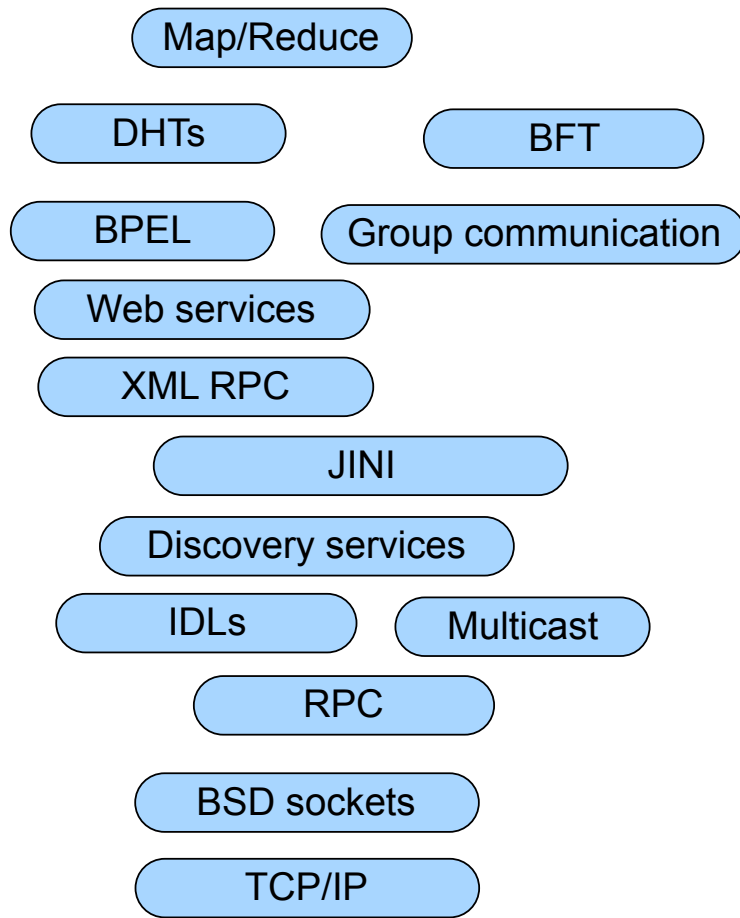 Map/Reduce
DHTs
BFT
BPEL
Group communication
Web services
XML RPC
JINI
Discovery services
IDLs
Multicast
RPC
BSD sockets
TCP/IP